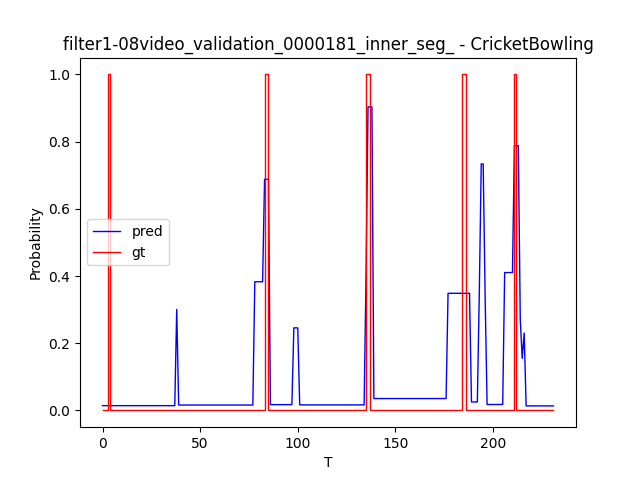 filter1-08video_validation_0000181_inner_seg_ - CricketBowling
1.0
0.8
0.6
0.4
0.2
0.0
Probability
pred
gt
0
50
100
150
200
T